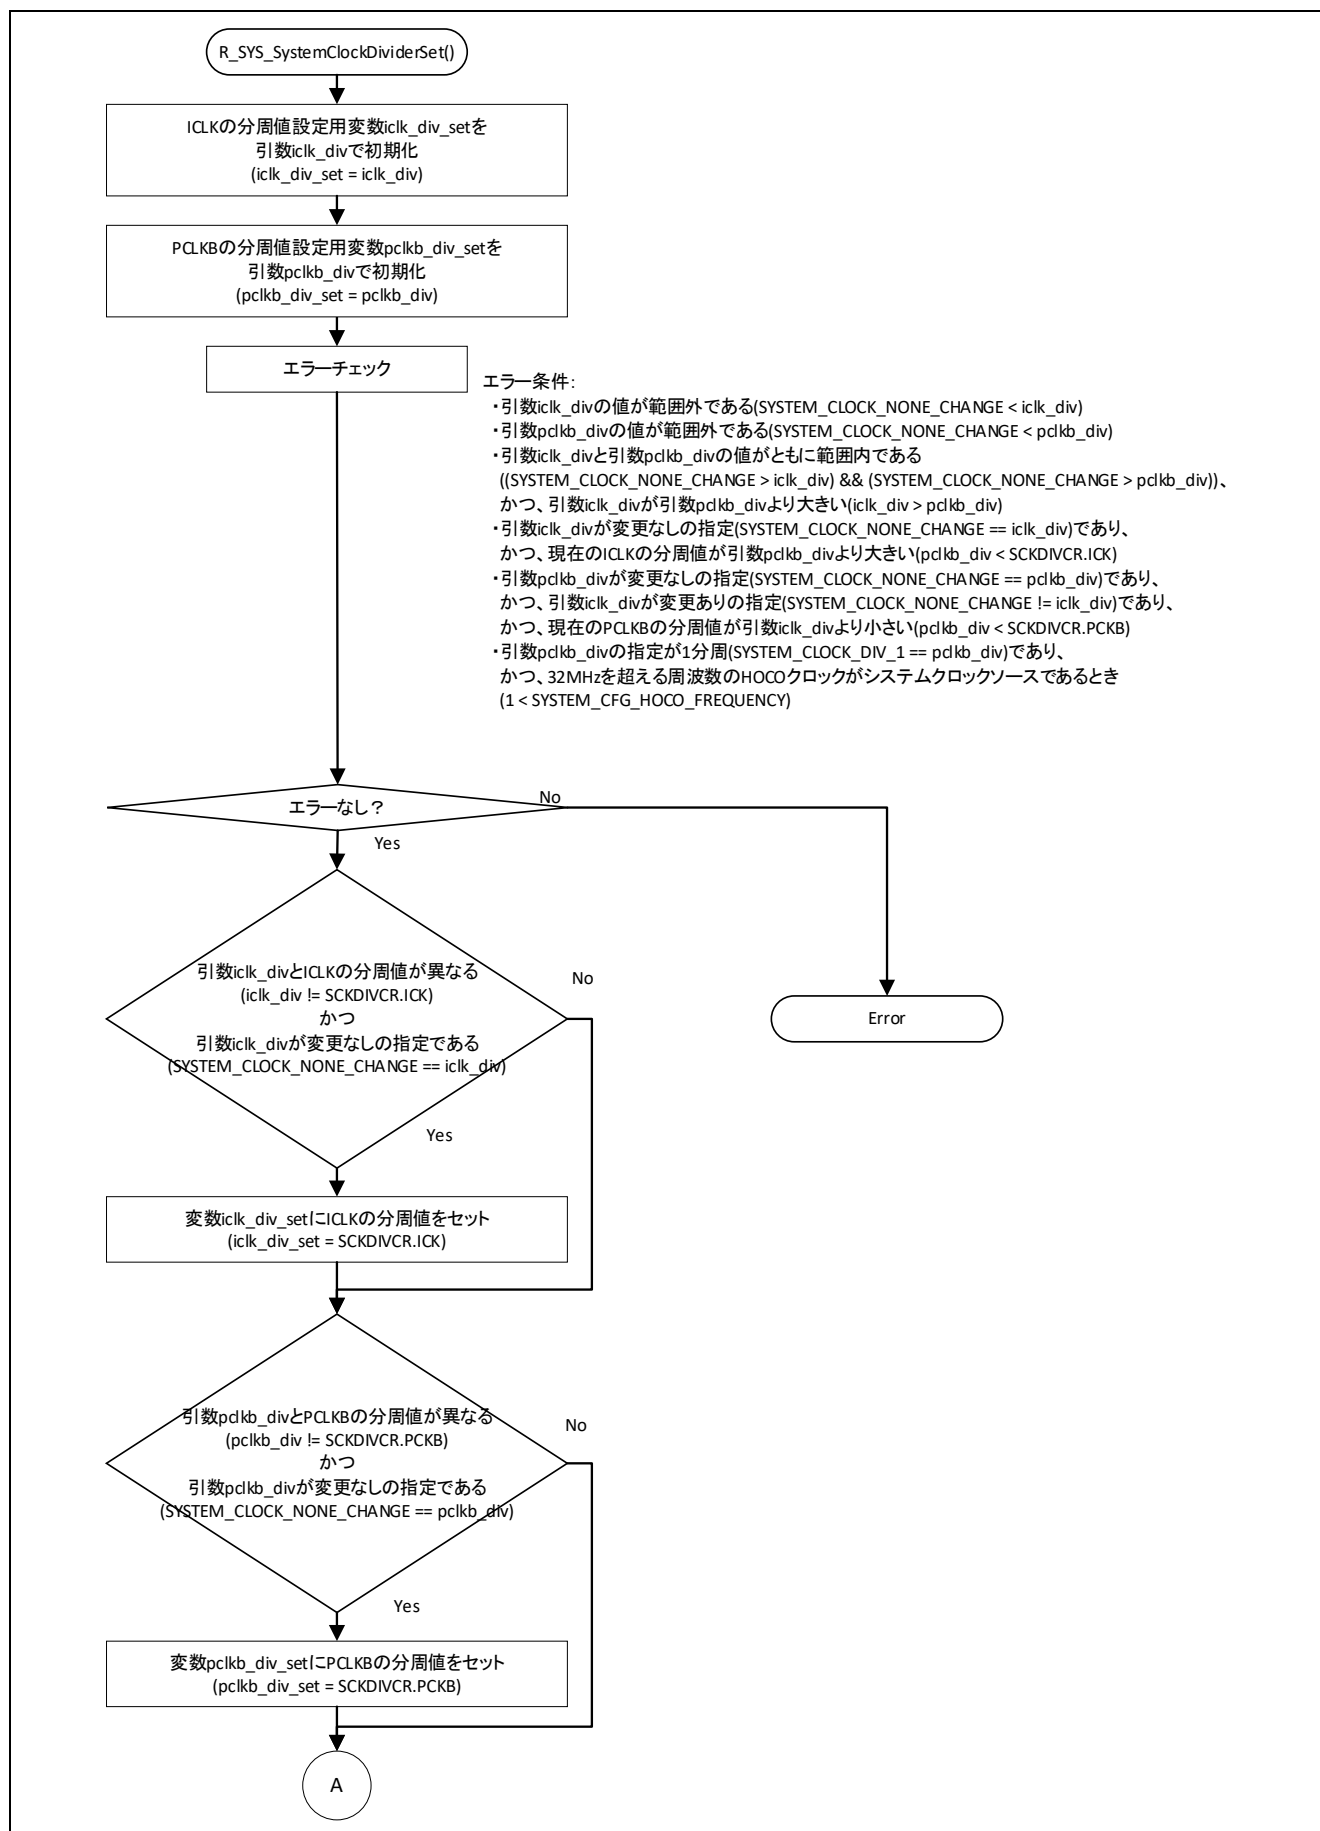 R_SYS_SystemClockDividerSet()
ICLKの分周値設定用変数iclk_div_setを
引数iclk_divで初期化
(iclk_div_set = iclk_div)
PCLKBの分周値設定用変数pclkb_div_setを
引数pclkb_divで初期化
(pclkb_div_set = pclkb_div)
エラーチェック
エラー条件:
・引数iclk_divの値が範囲外である(SYSTEM_CLOCK_NONE_CHANGE < iclk_div)
・引数pclkb_divの値が範囲外である(SYSTEM_CLOCK_NONE_CHANGE < pclkb_div)
・引数iclk_divと引数pclkb_divの値がともに範囲内である
((SYSTEM_CLOCK_NONE_CHANGE > iclk_div) && (SYSTEM_CLOCK_NONE_CHANGE > pclkb_div))、
かつ、引数iclk_divが引数pclkb_divより大きい(iclk_div > pclkb_div)
・引数iclk_divが変更なしの指定(SYSTEM_CLOCK_NONE_CHANGE == iclk_div)であり、
かつ、現在のICLKの分周値が引数pclkb_divより大きい(pclkb_div < SCKDIVCR.ICK)
・引数pclkb_divが変更なしの指定(SYSTEM_CLOCK_NONE_CHANGE == pclkb_div)であり、
かつ、引数iclk_divが変更ありの指定(SYSTEM_CLOCK_NONE_CHANGE != iclk_div)であり、
かつ、現在のPCLKBの分周値が引数iclk_divより小さい(pclkb_div < SCKDIVCR.PCKB)
・引数pclkb_divの指定が1分周(SYSTEM_CLOCK_DIV_1 == pclkb_div)であり、
かつ、32MHzを超える周波数のHOCOクロックがシステムクロックソースであるとき
(1 < SYSTEM_CFG_HOCO_FREQUENCY)
エラーなし?
No
Yes
引数iclk_divとICLKの分周値が異なる
(iclk_div != SCKDIVCR.ICK)
かつ
引数iclk_divが変更なしの指定である
(SYSTEM_CLOCK_NONE_CHANGE == iclk_div)
No
Error
Yes
変数iclk_div_setにICLKの分周値をセット
(iclk_div_set = SCKDIVCR.ICK)
引数pclkb_divとPCLKBの分周値が異なる
(pclkb_div != SCKDIVCR.PCKB)
かつ
引数pclkb_divが変更なしの指定である
(SYSTEM_CLOCK_NONE_CHANGE == pclkb_div)
No
Yes
変数pclkb_div_setにPCLKBの分周値をセット
(pclkb_div_set = SCKDIVCR.PCKB)
A